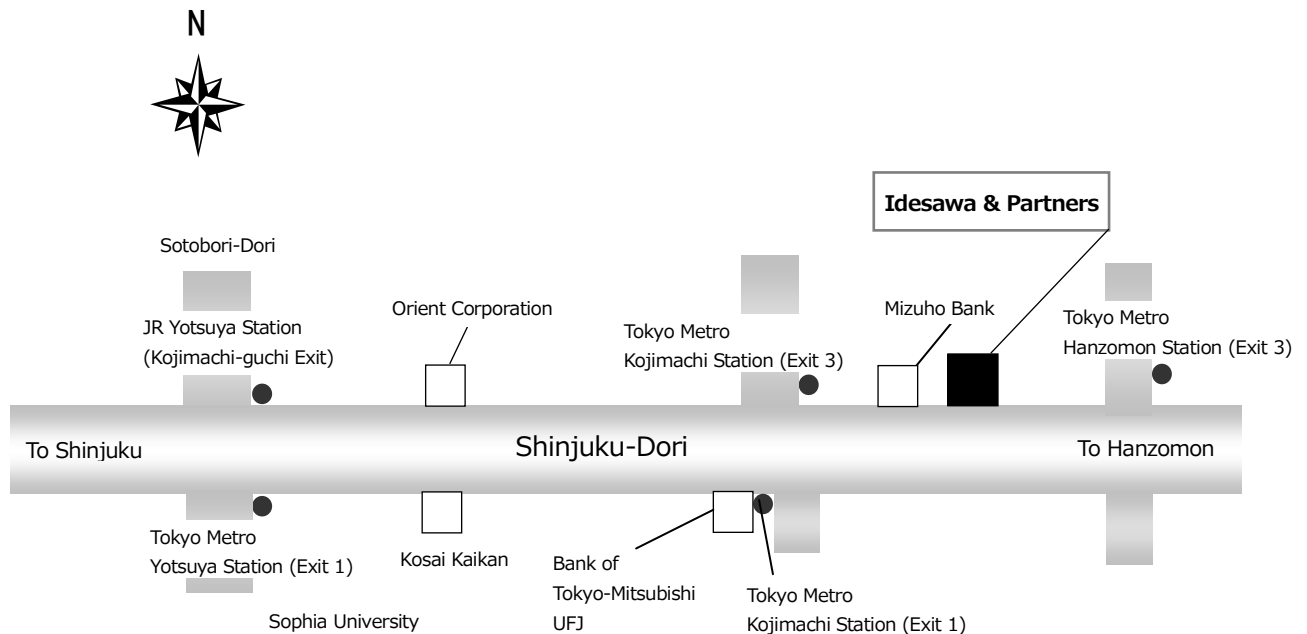 N
Idesawa & Partners
Sotobori-Dori
JR Yotsuya Station
(Kojimachi-guchi Exit)
Orient Corporation
Tokyo Metro
Kojimachi Station (Exit 3)
Mizuho Bank
Tokyo Metro
Hanzomon Station (Exit 3)
To Shinjuku
Shinjuku-Dori
To Hanzomon
Tokyo Metro
Yotsuya Station (Exit 1)
Kosai Kaikan
Bank of
Tokyo-Mitsubishi
UFJ
Tokyo Metro
Kojimachi Station (Exit 1)
Sophia University